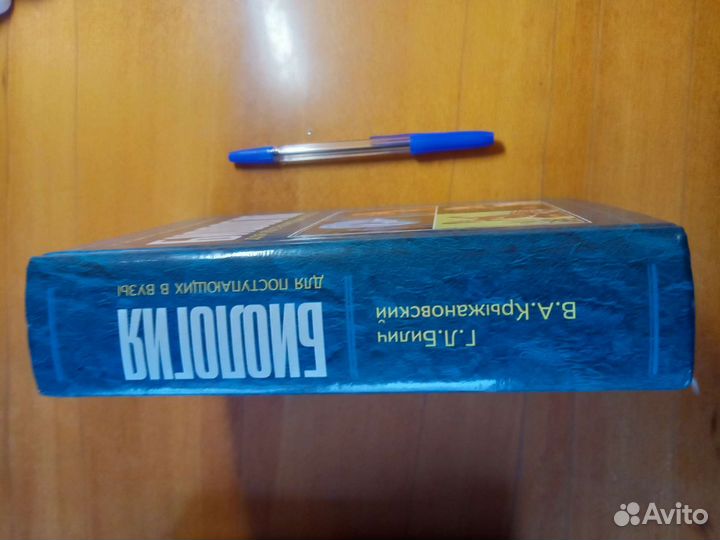 Г.Л.Билич
В.А.Крыжановский
БИОЛОГИЯ
ДЛЯ ПОСТУПАЮЩИХ В ВУЗЫ
Avito